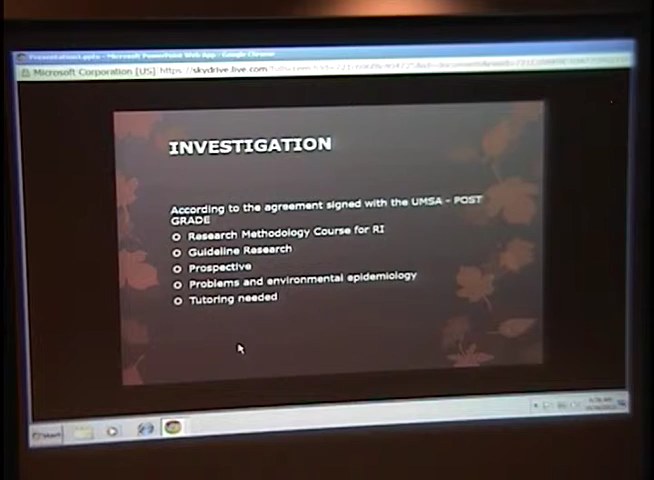 Presentation1.pptx - Microsoft PowerPoint Web App - Google Chrome
Microsoft Corporation [US] https://skydrive.live.com
INVESTIGATION
According to the agreement signed with the UMSA - POST
GRADE
Research Methodology Course for RI
Guideline Research
Prospective
Problems and environmental epidemiology
Tutoring needed
Start